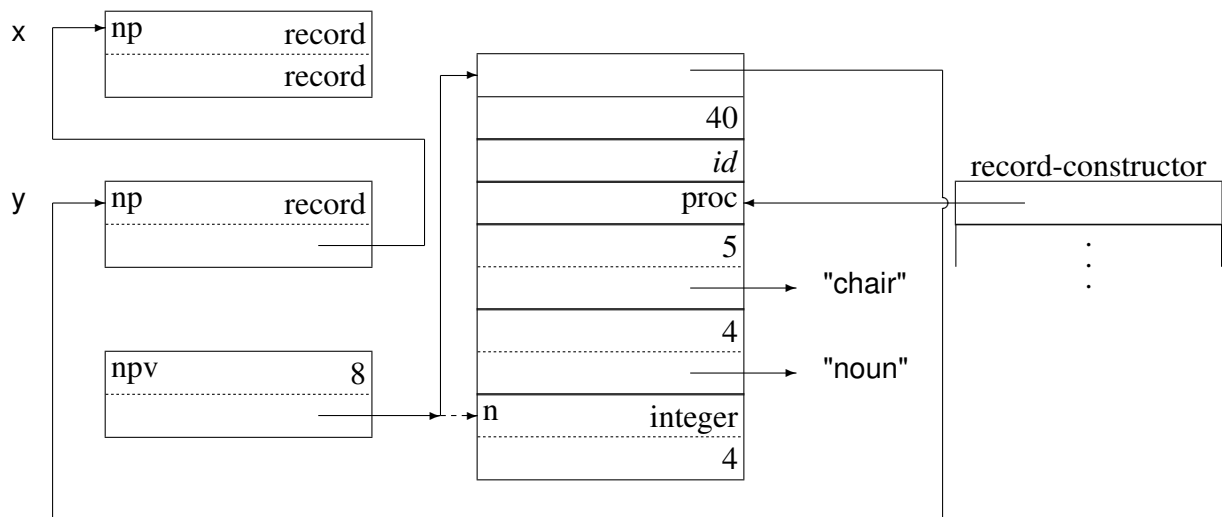 x
np record
record
40
id
record-constructor
y
np record
proc
5
"chair"
4
"noun"
npv 8
n integer
4